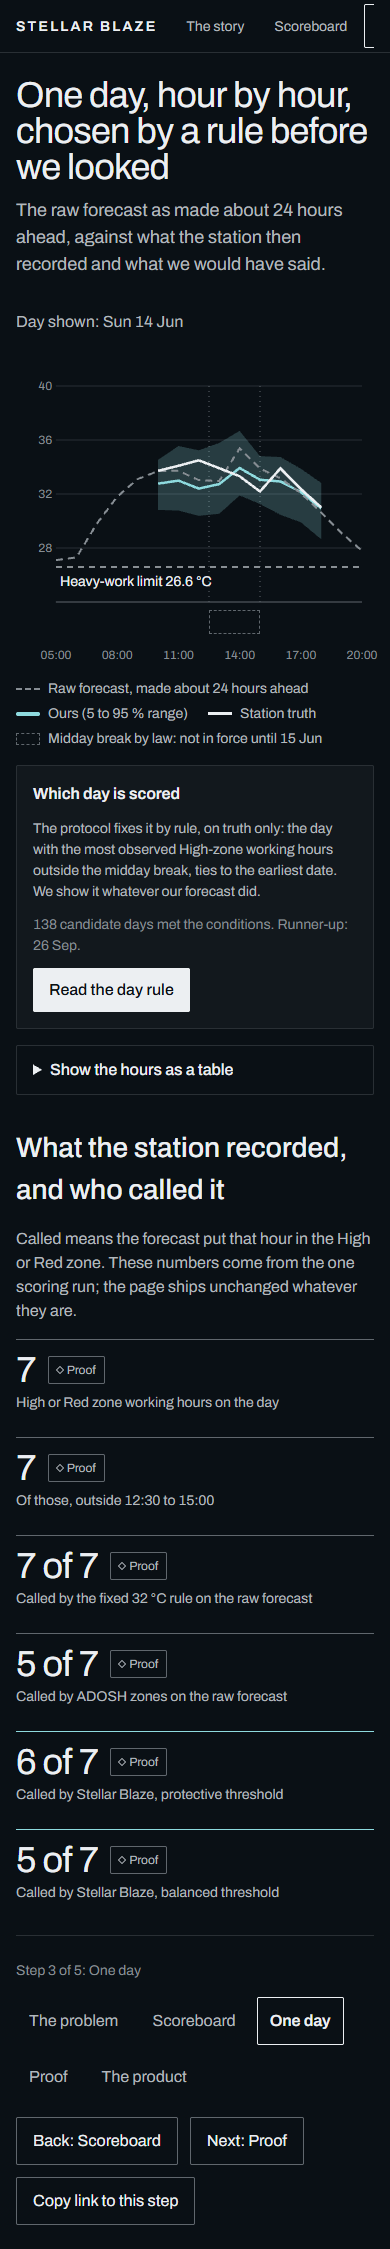 STELLAR BLAZE The story Scoreboard
One day, hour by hour,
chosen by a rule before
we looked
The raw forecast as made about 24 hours
ahead, against what the station then
recorded and what we would have said.
Day shown: Sun 14 Jun
40
36
32
28
Heavy-work limit 26.6 °C
05:00 08:00 11:00 14:00 17:00 20:00
Raw forecast, made about 24 hours ahead
Ours (5 to 95 % range) Station truth
Midday break by law: not in force until 15 Jun
Which day is scored
The protocol fixes it by rule, on truth only: the day
with the most observed High-zone working hours
outside the midday break, ties to the earliest date.
We show it whatever our forecast did.
138 candidate days met the conditions. Runner-up:
26 Sep.
Read the day rule
Show the hours as a table
What the station recorded,
and who called it
Called means the forecast put that hour in the High
or Red zone. These numbers come from the one
scoring run; the page ships unchanged whatever
they are.
7 ◇ Proof
High or Red zone working hours on the day
7 ◇ Proof
Of those, outside 12:30 to 15:00
7 of 7 ◇ Proof
Called by the fixed 32 °C rule on the raw forecast
5 of 7 ◇ Proof
Called by ADOSH zones on the raw forecast
6 of 7 ◇ Proof
Called by Stellar Blaze, protective threshold
5 of 7 ◇ Proof
Called by Stellar Blaze, balanced threshold
Step 3 of 5: One day
The problem Scoreboard One day
Proof The product
Back: Scoreboard Next: Proof
Copy link to this step